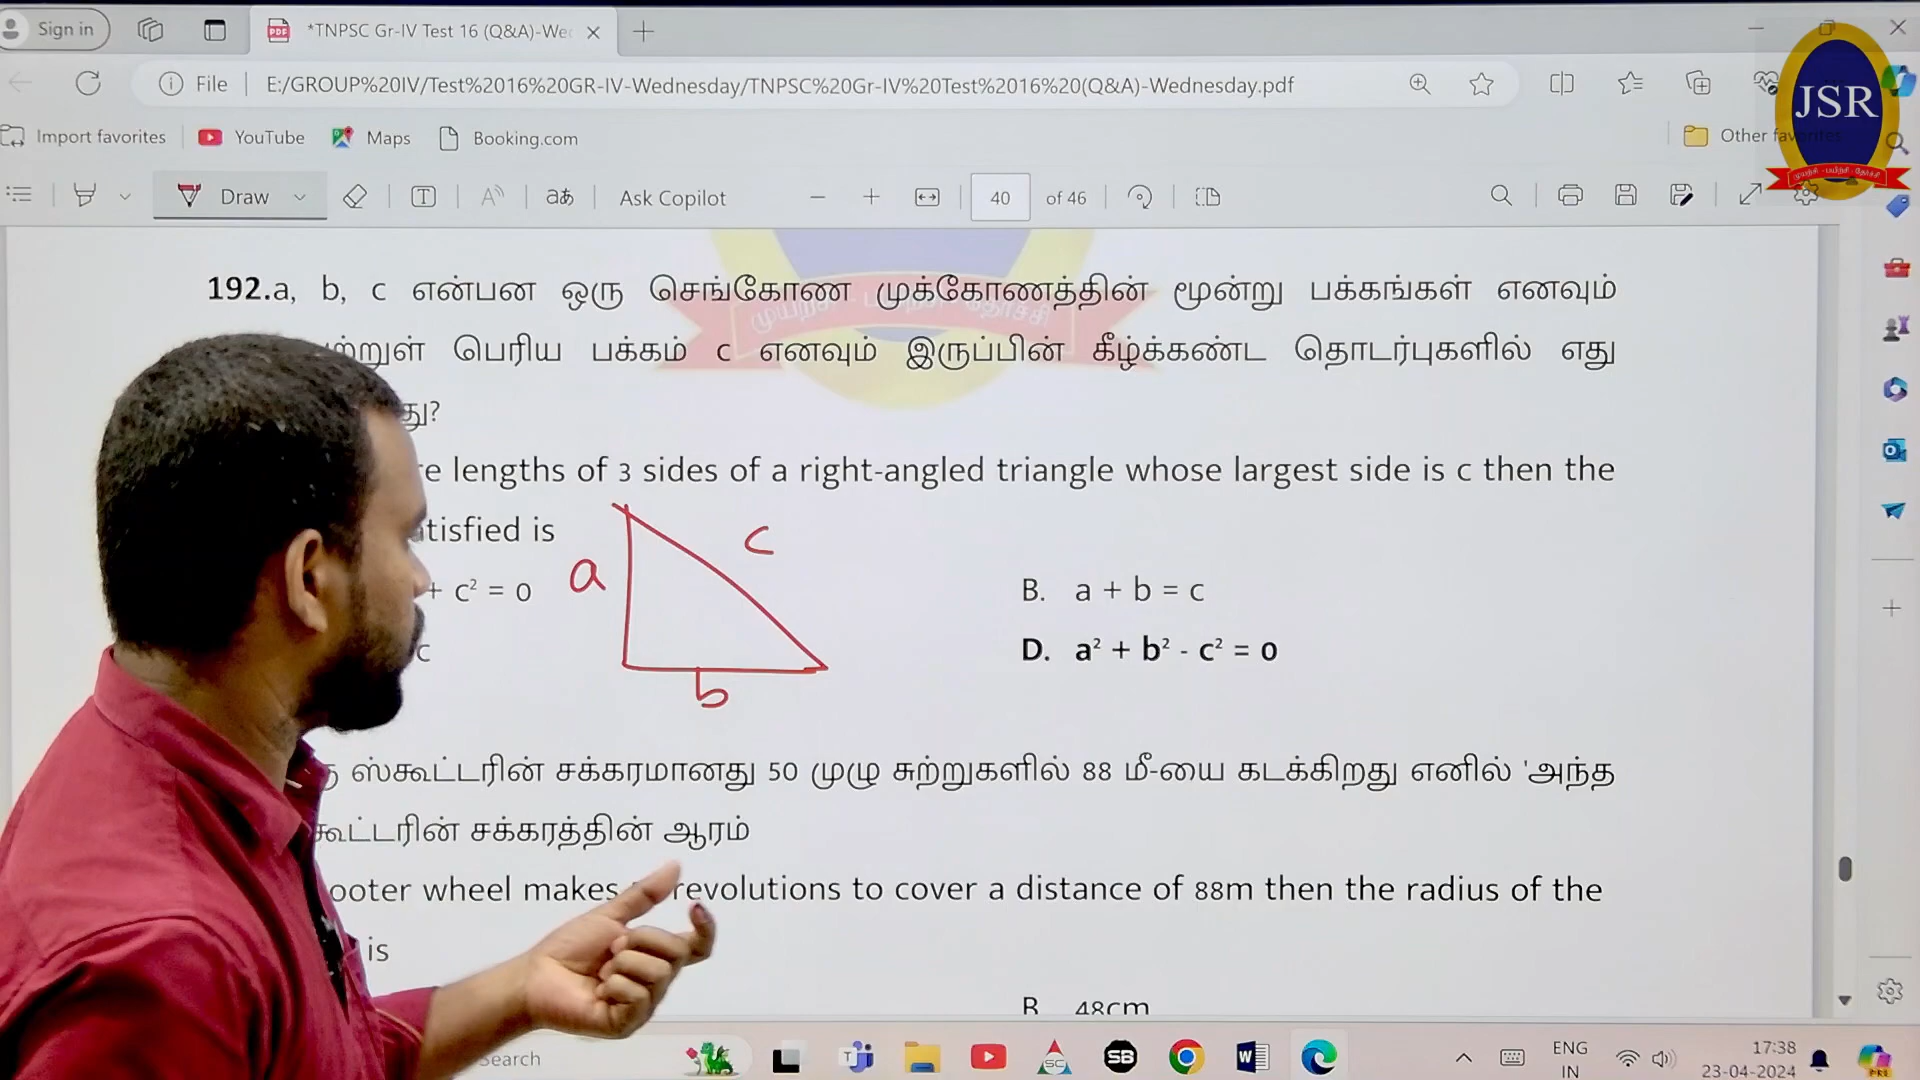 Sign in
*TNPSC Gr-IV Test 16 (Q&A)-We
File
E:/GROUP%20IV/Test%2016%20GR-IV-Wednesday/TNPSC%20Gr-IV%20Test%2016%20(Q&A)-Wednesday.pdf
Import favorites
YouTube
Maps
Booking.com
Other favorites
JSR
முயற்சி - பயிற்சி - தேர்ச்சி
Draw
Ask Copilot
40
of 46
192.a, b, c என்பன ஒரு செங்கோண முக்கோணத்தின் மூன்று பக்கங்கள் எனவும்
ற்றுள் பெரிய பக்கம் c எனவும் இருப்பின் கீழ்க்கண்ட தொடர்புகளில் எது
து?
re lengths of 3 sides of a right-angled triangle whose largest side is c then the
tisfied is
+ c² = 0
B. a + b = c
c
D. a² + b² - c² = 0
a
c
b
ஸ்கூட்டரின் சக்கரமானது 50 முழு சுற்றுகளில் 88 மீ-யை கடக்கிறது எனில் 'அந்த
கூட்டரின் சக்கரத்தின் ஆரம்
ooter wheel makes revolutions to cover a distance of 88m then the radius of the
is
B 48cm
Search
ENG
IN
17:38
23-04-2024